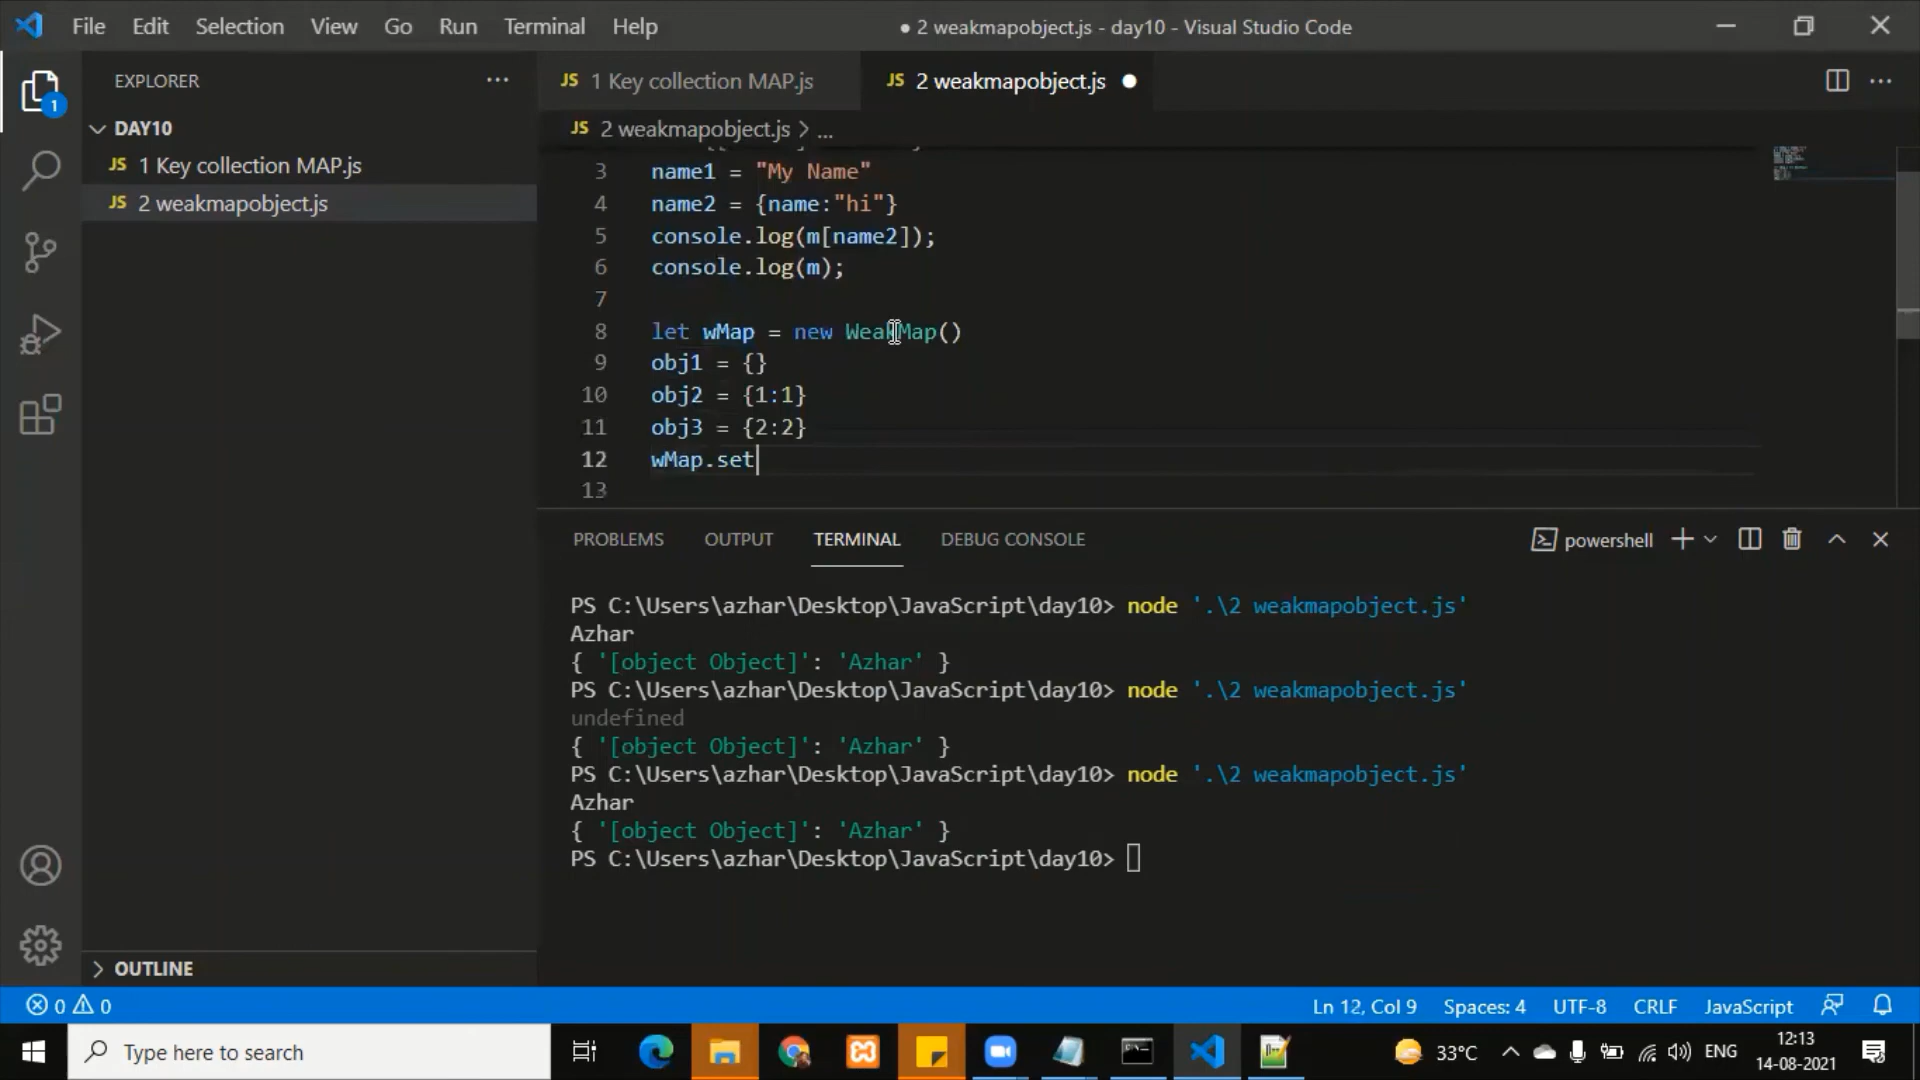 File Edit Selection View Go Run Terminal Help
● 2 weakmapobject.js - day10 - Visual Studio Code
EXPLORER
1
DAY10
JS 1 Key collection MAP.js
JS 2 weakmapobject.js
OUTLINE
JS 1 Key collection MAP.js
JS 2 weakmapobject.js ●
JS 2 weakmapobject.js > ...
3 name1 = "My Name"
4 name2 = {name:"hi"}
5 console.log(m[name2]);
6 console.log(m);
7
8 let wMap = new WeakMap()
9 obj1 = {}
10 obj2 = {1:1}
11 obj3 = {2:2}
12 wMap.set
13
PROBLEMS OUTPUT TERMINAL DEBUG CONSOLE
powershell
PS C:\Users\azhar\Desktop\JavaScript\day10> node '.\2 weakmapobject.js'
Azhar
{ '[object Object]': 'Azhar' }
PS C:\Users\azhar\Desktop\JavaScript\day10> node '.\2 weakmapobject.js'
undefined
{ '[object Object]': 'Azhar' }
PS C:\Users\azhar\Desktop\JavaScript\day10> node '.\2 weakmapobject.js'
Azhar
{ '[object Object]': 'Azhar' }
PS C:\Users\azhar\Desktop\JavaScript\day10>
0 0
Ln 12, Col 9 Spaces: 4 UTF-8 CRLF JavaScript
Type here to search
33°C
ENG
12:13
14-08-2021